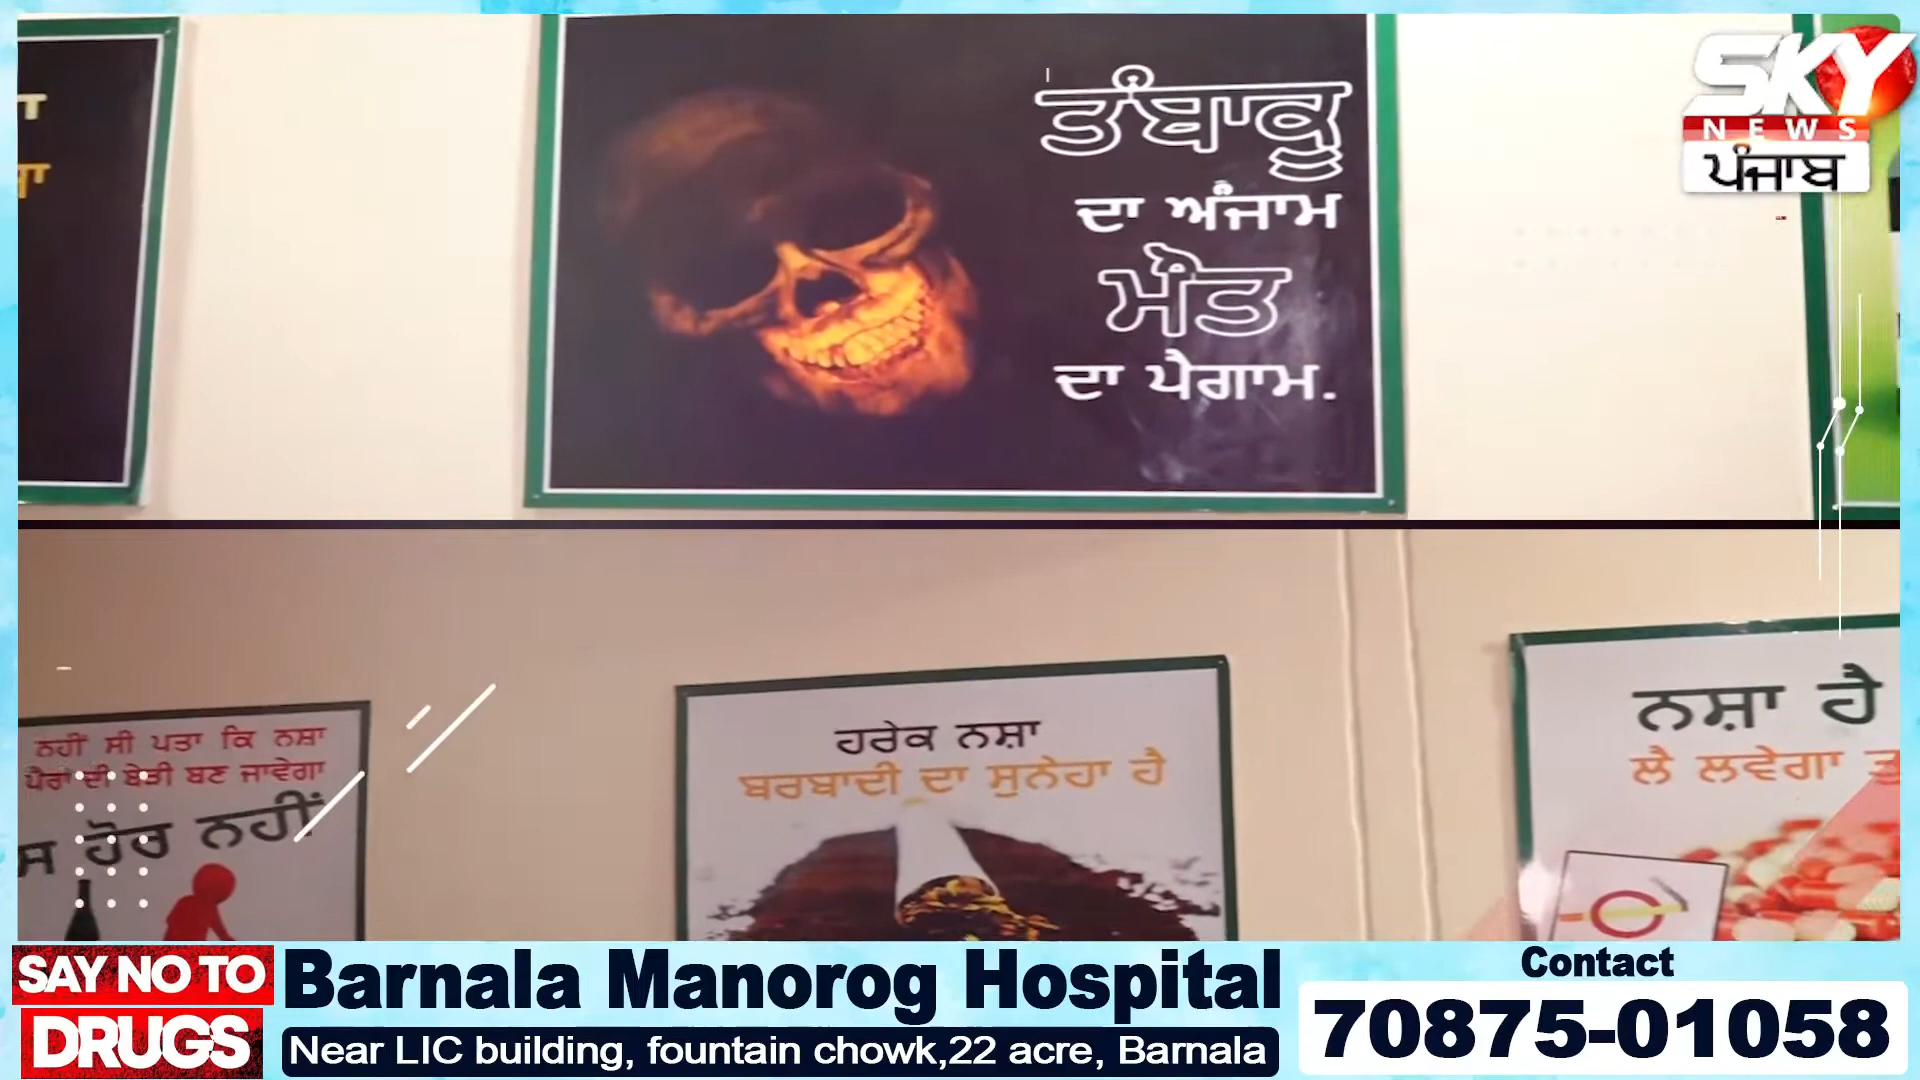 ਤੰਬਾਕੂ
ਦਾ ਅੰਜਾਮ
ਮੌਤ
ਦਾ ਪੈਗਾਮ.
SKY
NEWS
ਪੰਜਾਬ
ਨਹੀਂ ਸੀ ਪਤਾ ਕਿ ਨਸ਼ਾ
ਪੈਰਾਂ ਦੀ ਬੇੜੀ ਬਣ ਜਾਵੇਗਾ
ਹੋਰ ਨਹੀਂ
ਹਰੇਕ ਨਸ਼ਾ
ਬਰਬਾਦੀ ਦਾ ਸੁਨੇਹਾ ਹੈ
ਨਸ਼ਾ ਹੈ
ਲੈ ਲਵੇਗਾ
SAY NO TO
DRUGS
Barnala Manorog Hospital
Near LIC building, fountain chowk,22 acre, Barnala
Contact
70875-01058